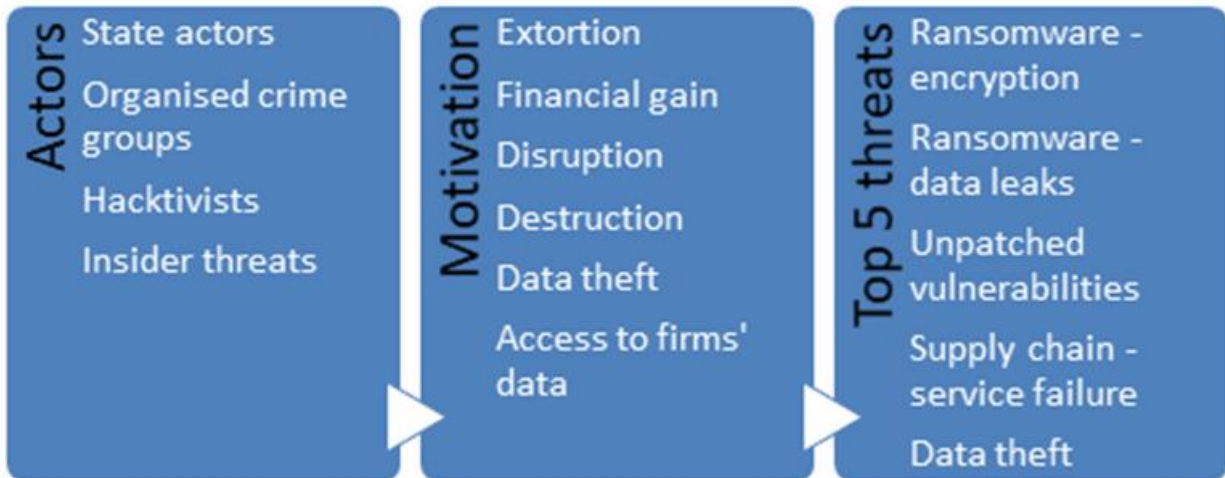 Actors
State actors
Organised crime
groups
Hacktivists
Insider threats
Motivation
Extortion
Financial gain
Disruption
Destruction
Data theft
Access to firms'
data
Top 5 threats
Ransomware -
encryption
Ransomware -
data leaks
Unpatched
vulnerabilities
Supply chain -
service failure
Data theft